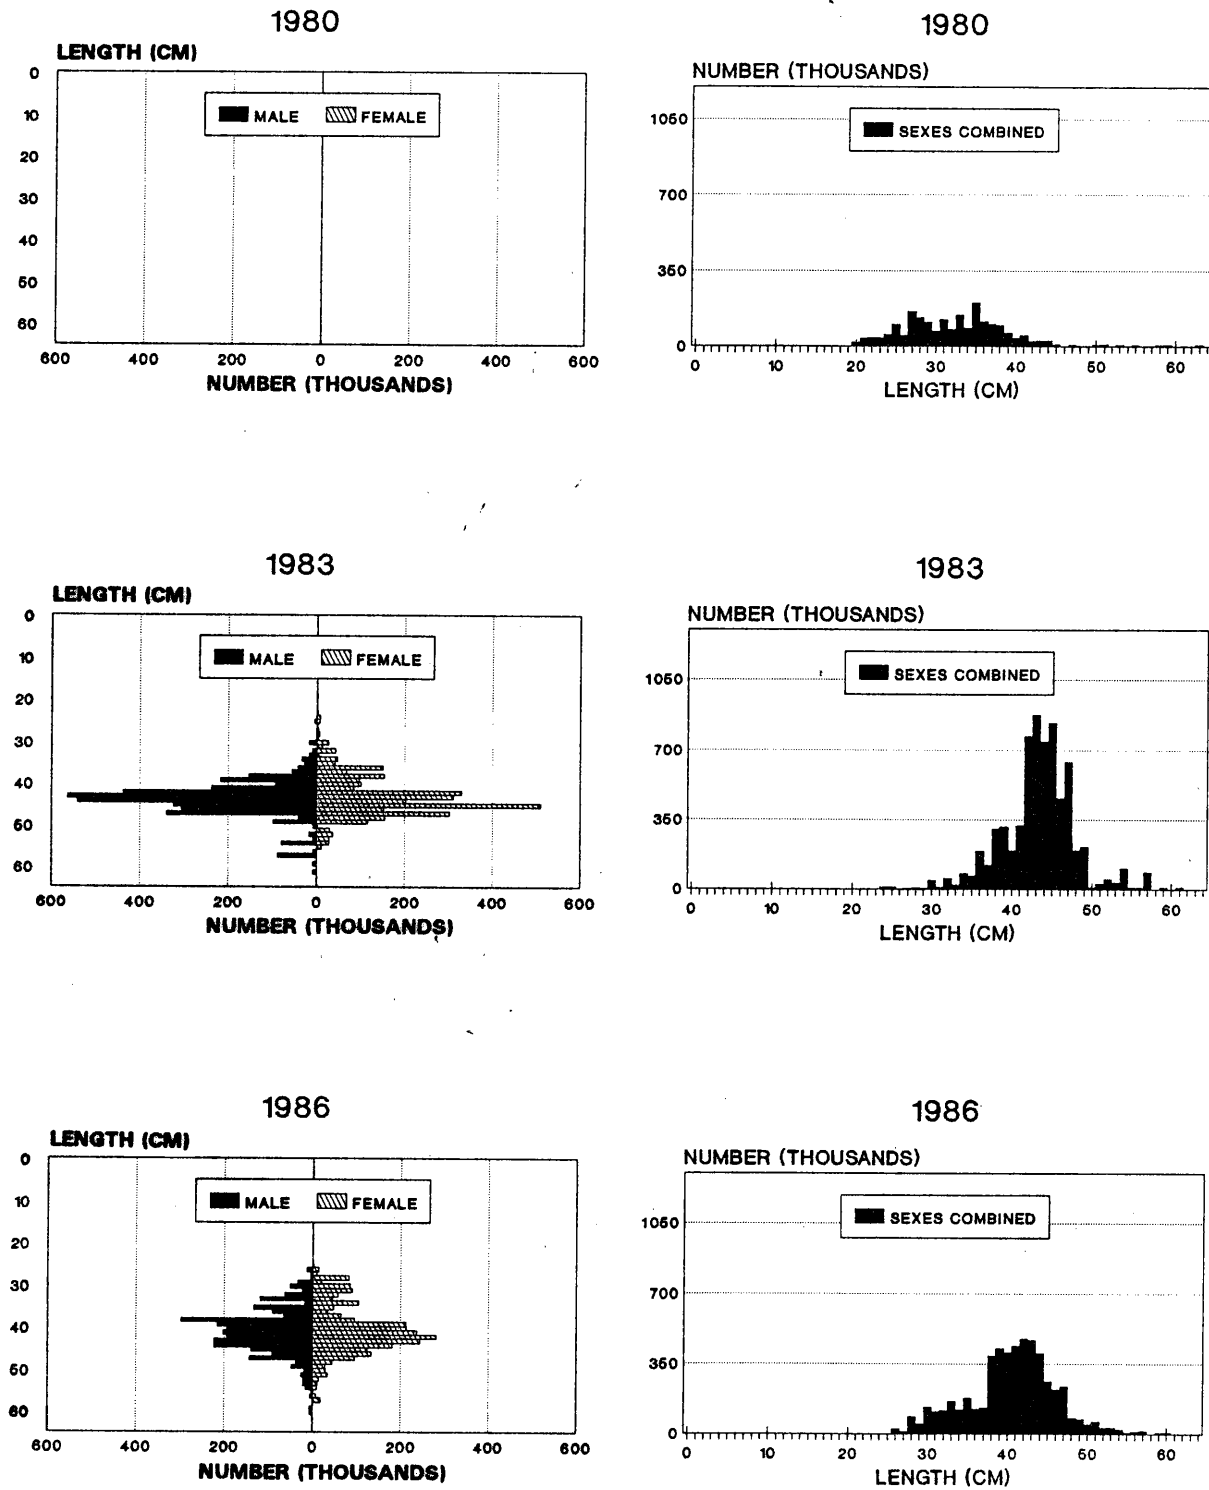 1980
LENGTH (CM)
0
MALE FEMALE
10
20
30
40
50
60
600 400 200 0 200 400 600
NUMBER (THOUSANDS)
1980
NUMBER (THOUSANDS)
1050
SEXES COMBINED
700
350
0
0 10 20 30 40 50 60
LENGTH (CM)
1983
LENGTH (CM)
0
MALE FEMALE
10
20
30
40
50
60
600 400 200 0 200 400 600
NUMBER (THOUSANDS)
1983
NUMBER (THOUSANDS)
1050
SEXES COMBINED
700
350
0
0 10 20 30 40 50 60
LENGTH (CM)
1986
LENGTH (CM)
0
MALE FEMALE
10
20
30
40
50
60
600 400 200 0 200 400 600
NUMBER (THOUSANDS)
1986
NUMBER (THOUSANDS)
1050
SEXES COMBINED
700
350
0
0 10 20 30 40 50 60
LENGTH (CM)